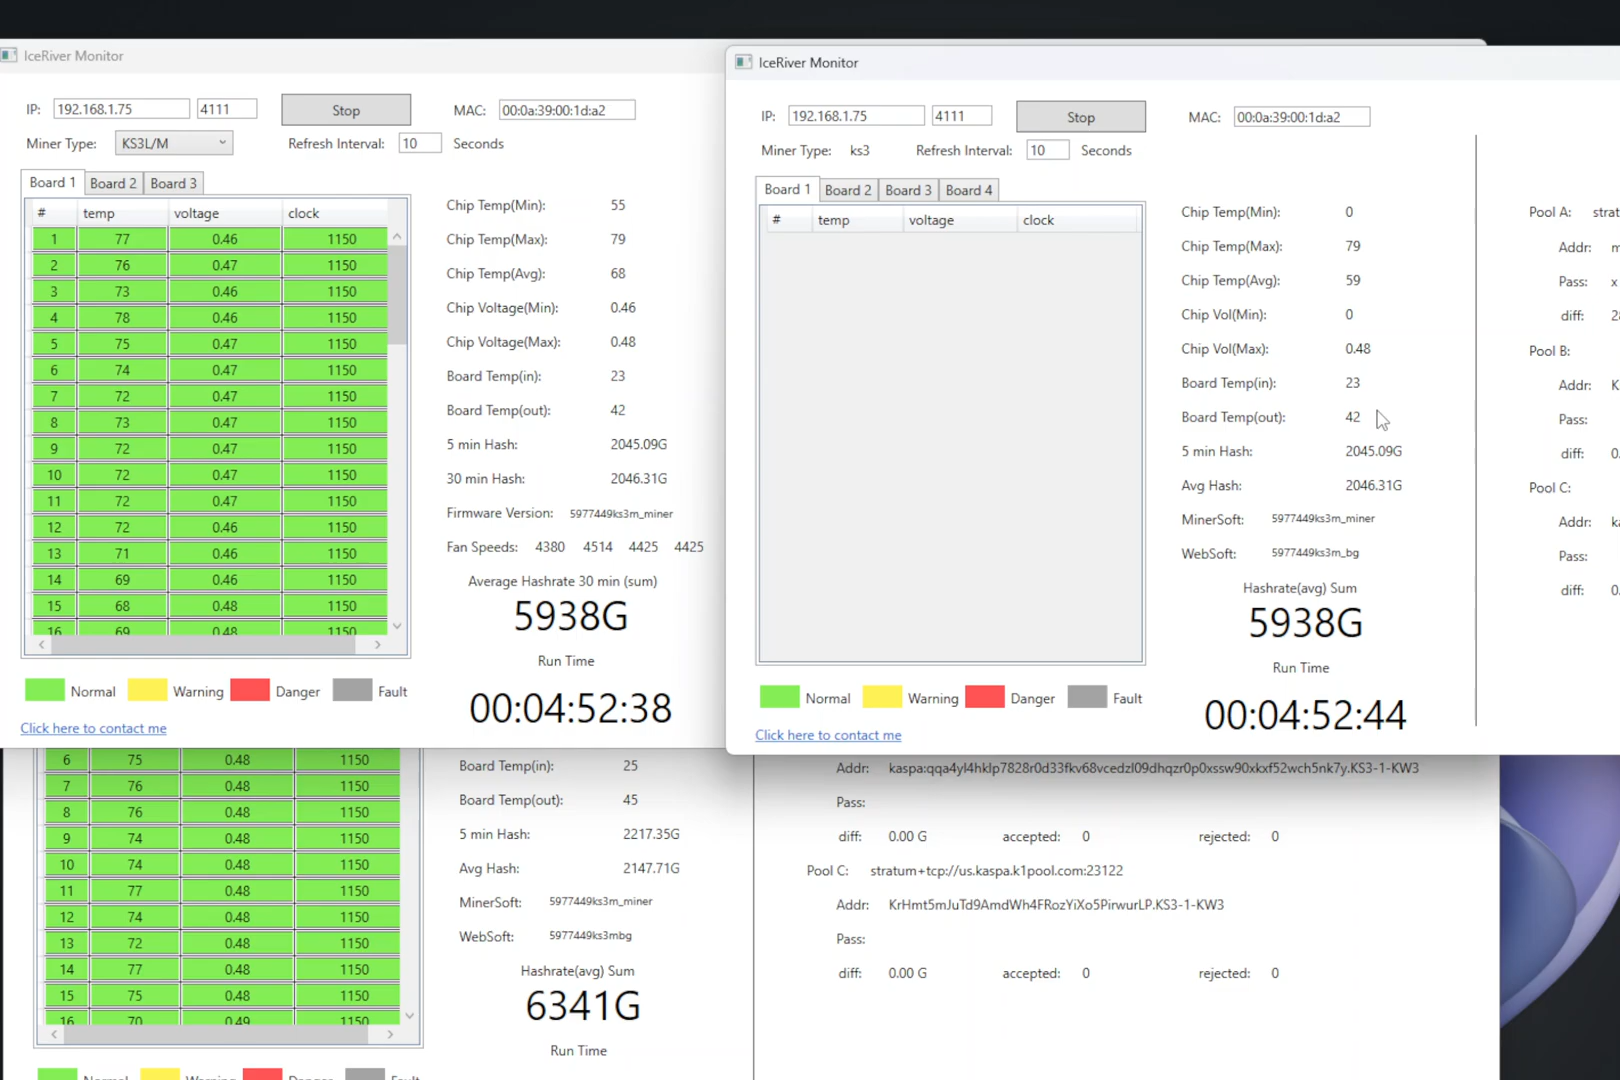 IceRiver Monitor
IP: 192.168.1.75 4111 Stop MAC: 00:0a:39:00:1d:a2
Miner Type: KS3L/M Refresh Interval: 10 Seconds
Board 1 Board 2 Board 3
# temp voltage clock
1 77 0.46 1150
2 76 0.47 1150
3 73 0.46 1150
4 78 0.46 1150
5 75 0.47 1150
6 74 0.47 1150
7 72 0.47 1150
8 73 0.47 1150
9 72 0.47 1150
10 72 0.47 1150
11 72 0.47 1150
12 72 0.46 1150
13 71 0.46 1150
14 69 0.46 1150
15 68 0.48 1150
16 69 0.48 1150
Chip Temp(Min): 55
Chip Temp(Max): 79
Chip Temp(Avg): 68
Chip Voltage(Min): 0.46
Chip Voltage(Max): 0.48
Board Temp(in): 23
Board Temp(out): 42
5 min Hash: 2045.09G
30 min Hash: 2046.31G
Firmware Version: 5977449ks3m_miner
Fan Speeds: 4380 4514 4425 4425
Average Hashrate 30 min (sum)
5938G
Run Time
00:04:52:38
Normal Warning Danger Fault
Click here to contact me
IceRiver Monitor
IP: 192.168.1.75 4111 Stop MAC: 00:0a:39:00:1d:a2
Miner Type: ks3 Refresh Interval: 10 Seconds
Board 1 Board 2 Board 3 Board 4
# temp voltage clock
Chip Temp(Min): 0
Chip Temp(Max): 79
Chip Temp(Avg): 59
Chip Vol(Min): 0
Chip Vol(Max): 0.48
Board Temp(in): 23
Board Temp(out): 42
5 min Hash: 2045.09G
Avg Hash: 2046.31G
MinerSoft: 5977449ks3m_miner
WebSoft: 5977449ks3m_bg
Hashrate(avg) Sum
5938G
Run Time
00:04:52:44
Normal Warning Danger Fault
Click here to contact me
Pool A: strat
Addr:
Pass: x
diff:
Pool B:
Addr: K
Pass:
diff: 0.
Pool C:
Addr: ka
Pass:
diff: 0.
6 75 0.48 1150
7 76 0.48 1150
8 76 0.48 1150
9 74 0.48 1150
10 74 0.48 1150
11 77 0.48 1150
12 74 0.48 1150
13 72 0.48 1150
14 77 0.48 1150
15 75 0.48 1150
16 70 0.49 1150
Board Temp(in): 25
Board Temp(out): 45
5 min Hash: 2217.35G
Avg Hash: 2147.71G
MinerSoft: 5977449ks3m_miner
WebSoft: 5977449ks3mbg
Hashrate(avg) Sum
6341G
Run Time
Normal Warning Danger Fault
Addr: kaspa:qqa4yl4hklp7828r0d33fkv68vcedzl09dhqzr0p0xssw90xkxf52wch5nk7y.KS3-1-KW3
Pass:
diff: 0.00 G accepted: 0 rejected: 0
Pool C: stratum+tcp://us.kaspa.k1pool.com:23122
Addr: KrHmt5mJuTd9AmdWh4FRozYiXo5PirwurLP.KS3-1-KW3
Pass:
diff: 0.00 G accepted: 0 rejected: 0